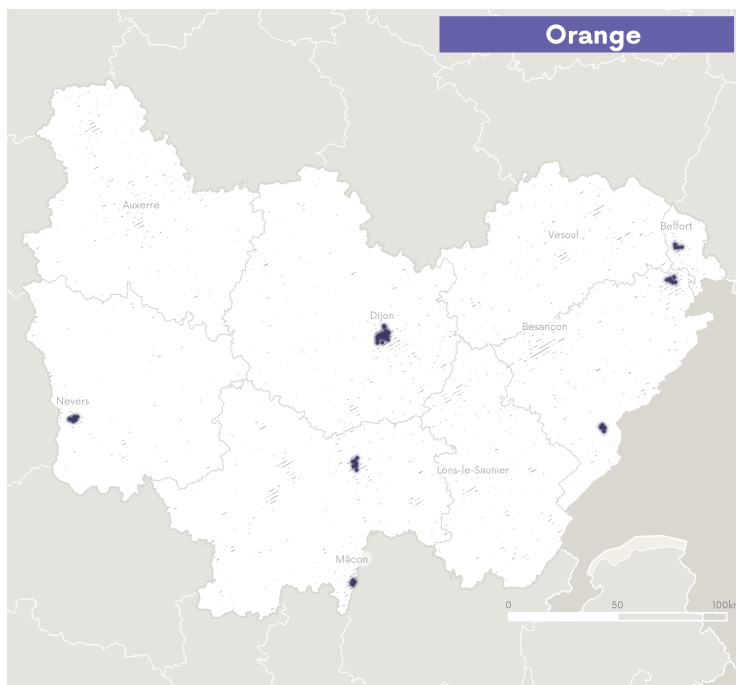 Orange
Auxerre
Belfort
Vesoul
Dijon
Besançon
Nevers
Lons-le-Saunier
Mâcon
0 50 100km